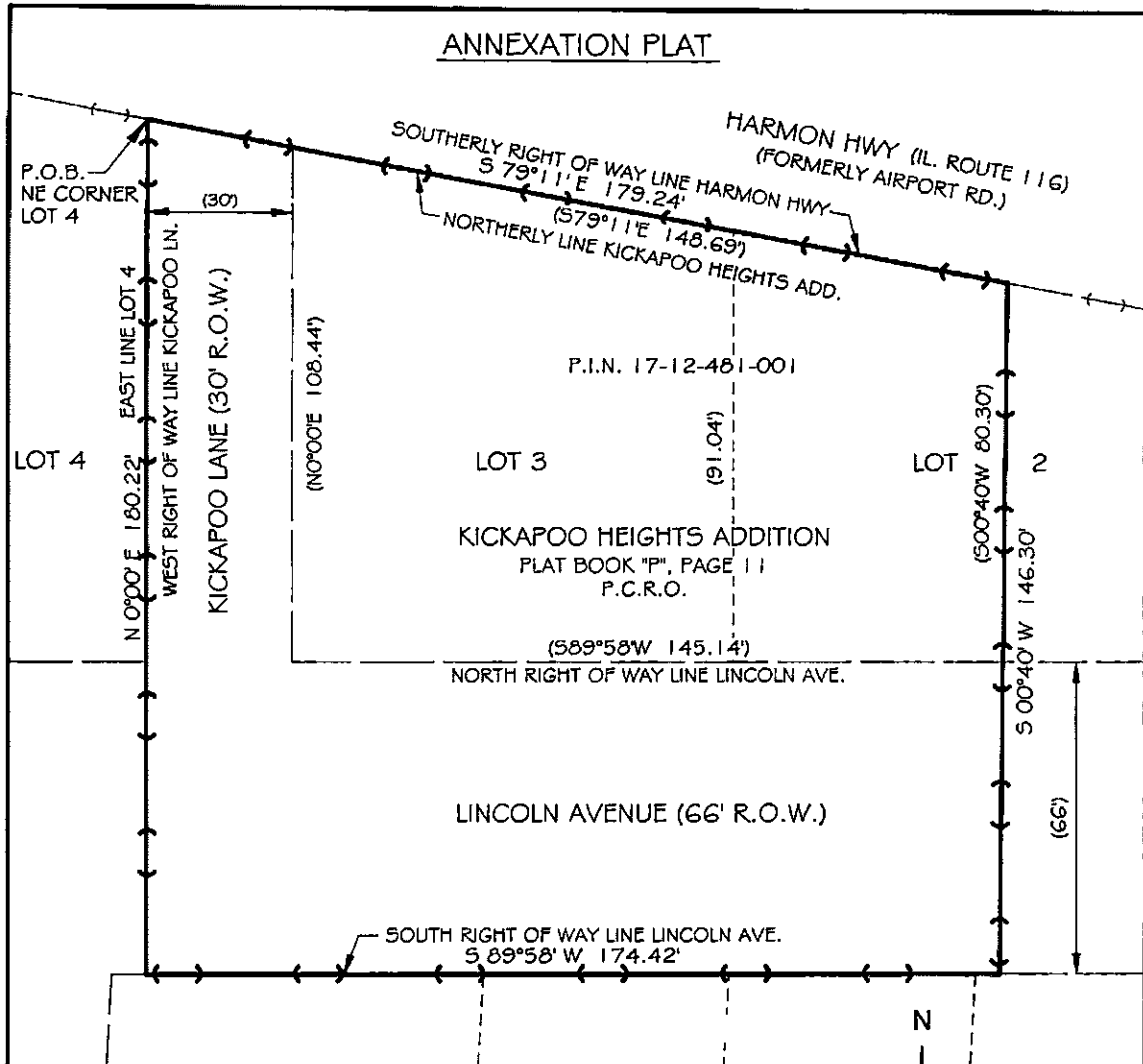 ANNEXATION PLAT
HARMON HWY (IL. ROUTE 116)
(FORMERLY AIRPORT RD.)
SOUTHERLY RIGHT OF WAY LINE HARMON HWY
S 79°11' E 179.24'
(S79°11'E 148.69')
NORTHERLY LINE KICKAPOO HEIGHTS ADD.
P.O.B.
NE CORNER
LOT 4
(30')
N 0°00' E 180.22' EAST LINE LOT 4
WEST RIGHT OF WAY LINE KICKAPOO LN.
KICKAPOO LANE (30' R.O.W.)
(N0°00'E 108.44')
P.I.N. 17-12-481-001
(91.04')
LOT 4
LOT 3
LOT 2
(S00°40'W 80.30')
S 00°40' W 146.30'
KICKAPOO HEIGHTS ADDITION
PLAT BOOK "P", PAGE 11
P.C.R.O.
(S89°58'W 145.14')
NORTH RIGHT OF WAY LINE LINCOLN AVE.
LINCOLN AVENUE (66' R.O.W.)
(66')
SOUTH RIGHT OF WAY LINE LINCOLN AVE.
S 89°58' W 174.42'
N